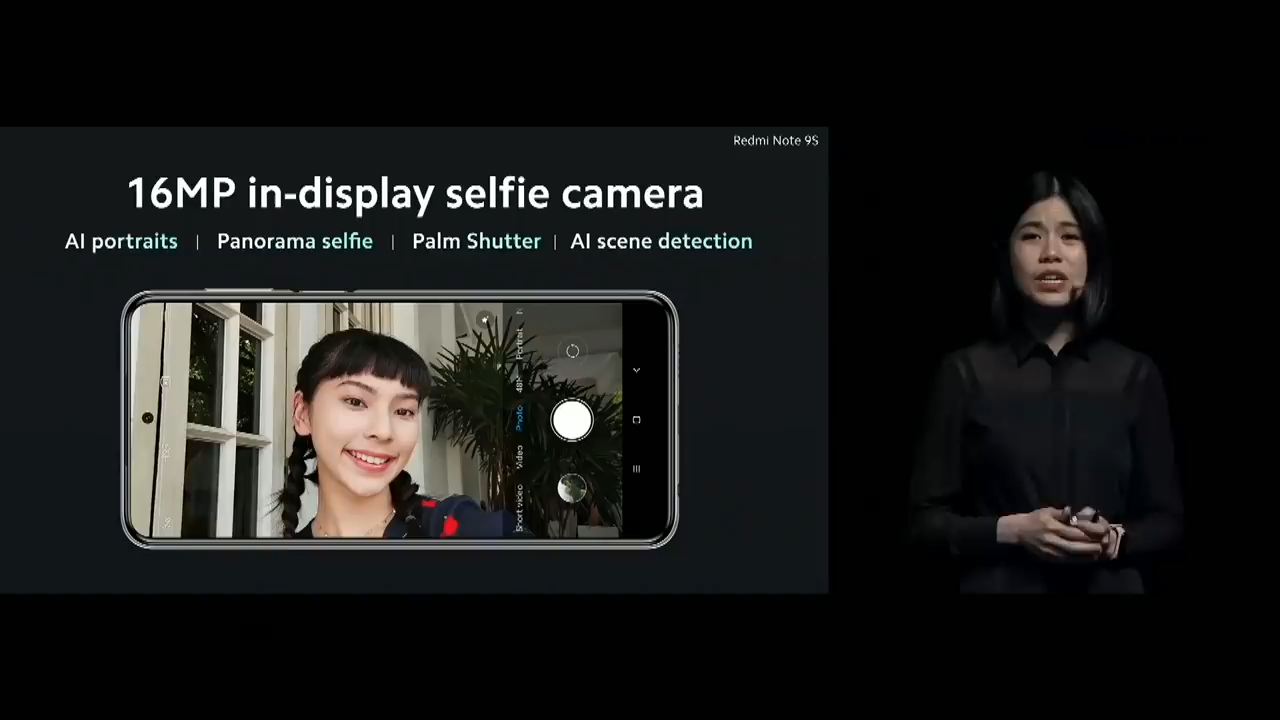 Redmi Note 9S
16MP in-display selfie camera
AI portraits | Panorama selfie | Palm Shutter | AI scene detection
Portrait
48M
Photo
Video
Short video